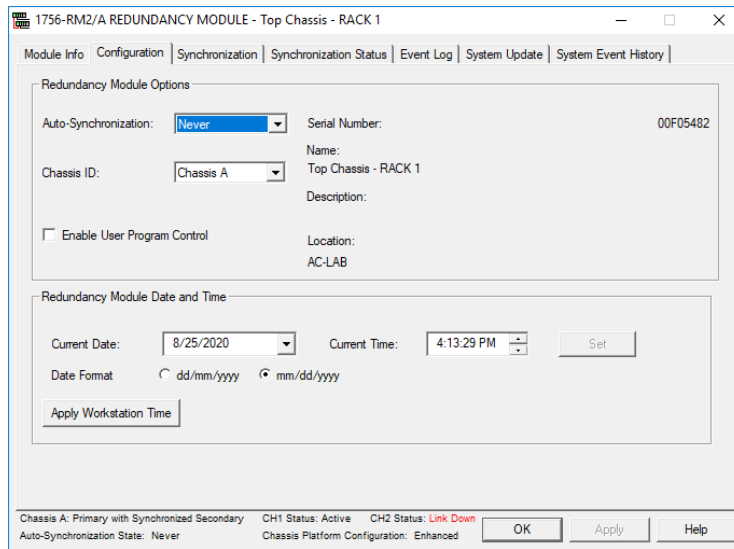 1756-RM2/A REDUNDANCY MODULE - Top Chassis - RACK 1
Module Info Configuration Synchronization Synchronization Status Event Log System Update System Event History
Redundancy Module Options
Auto-Synchronization: Never Serial Number: 00F05482
Name:
Chassis ID: Chassis A Top Chassis - RACK 1
Description:
Enable User Program Control
Location:
AC-LAB
Redundancy Module Date and Time
Current Date: 8/25/2020 Current Time: 4:13:29 PM Set
Date Format dd/mm/yyyy mm/dd/yyyy
Apply Workstation Time
Chassis A: Primary with Synchronized Secondary CH1 Status: Active CH2 Status: Link Down
Auto-Synchronization State: Never Chassis Platform Configuration: Enhanced
OK Apply Help